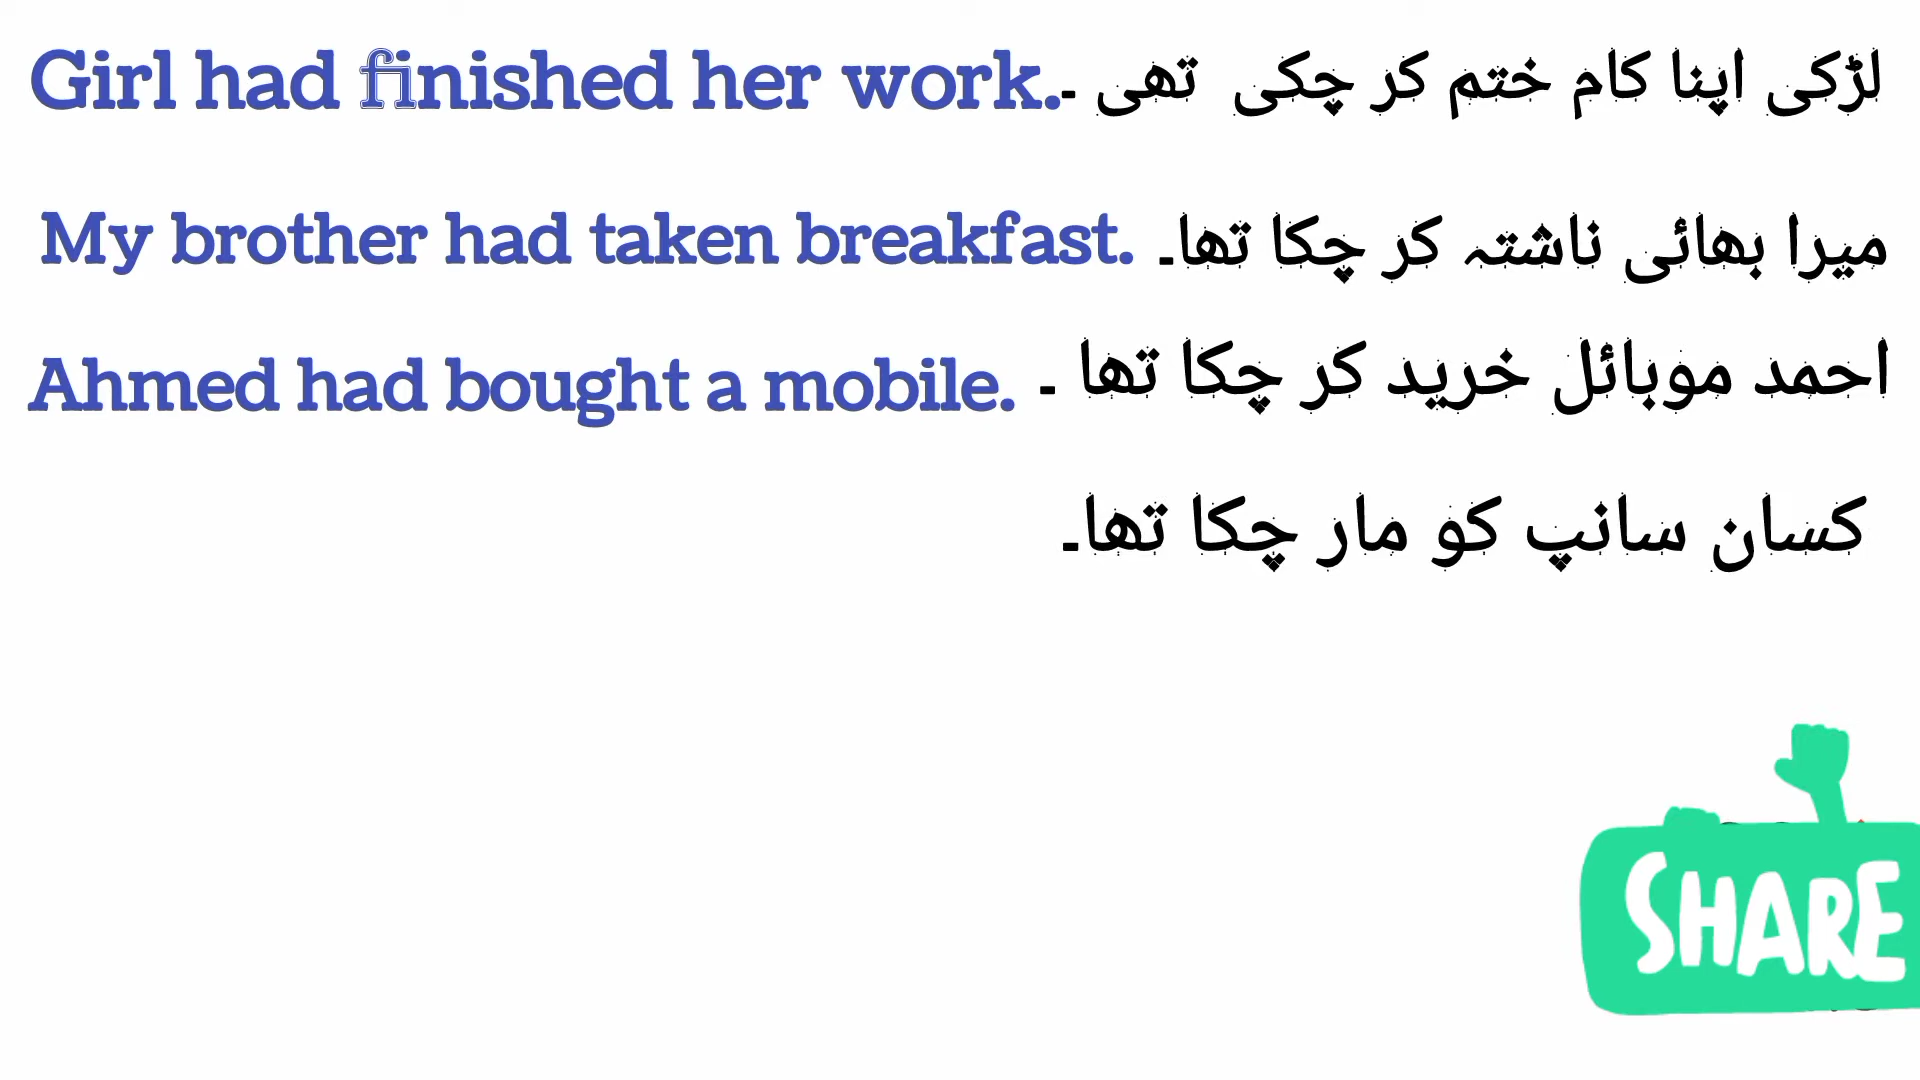 Girl had finished her work. لڑکی اپنا کام ختم کر چکی تھی ۔
My brother had taken breakfast. میرا بھائی ناشتہ کر چکا تھا۔
Ahmed had bought a mobile. احمد موبائل خرید کر چکا تھا ۔
کسان سانپ کو مار چکا تھا۔
SHARE